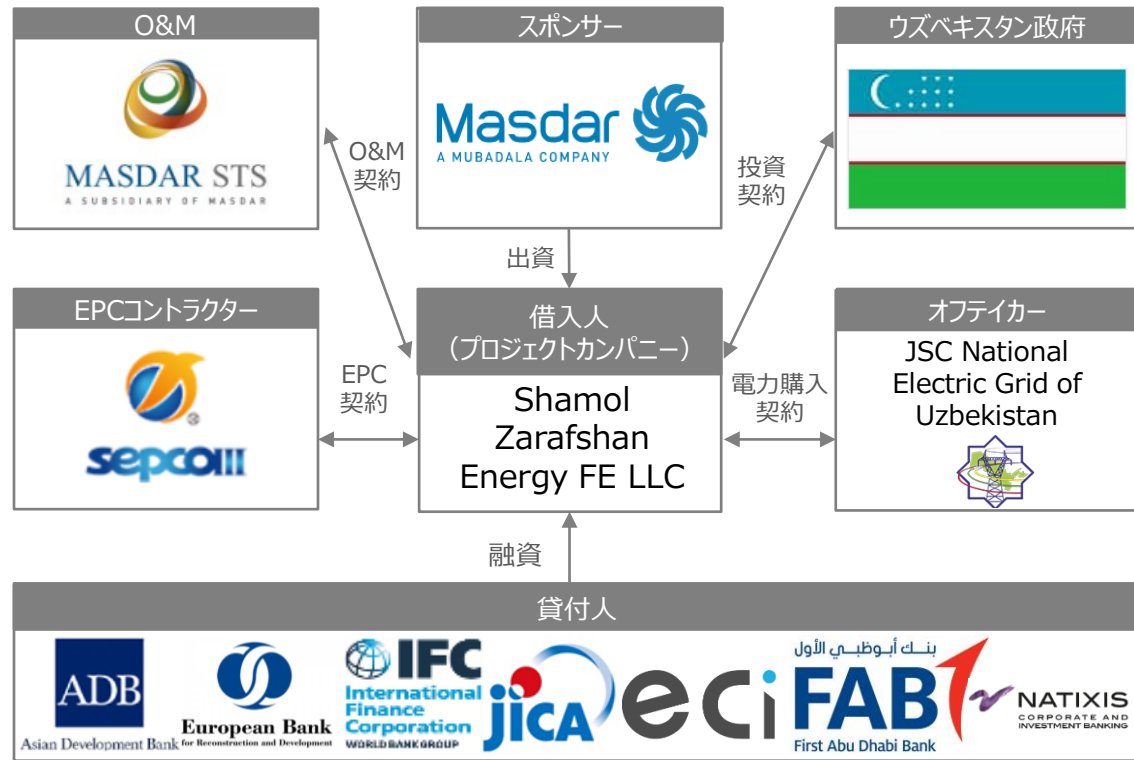 O&M
MASDAR STS
A SUBSIDIARY OF MASDAR
スポンサー
Masdar
A MUBADALA COMPANY
ウズベキスタン政府
O&M
契約
投資
契約
出資
EPCコントラクター
SEPCOIII
EPC
契約
借入人
（プロジェクトカンパニー）
Shamol
Zarafshan
Energy FE LLC
電力購入
契約
オフテイカー
JSC National
Electric Grid of
Uzbekistan
融資
貸付人
ADB
Asian Development Bank
European Bank
for Reconstruction and Development
IFC
International
Finance
Corporation
WORLD BANK GROUP
jica
eci
بنك أبوظبي الأول
FAB
First Abu Dhabi Bank
NATIXIS
CORPORATE AND
INVESTMENT BANKING